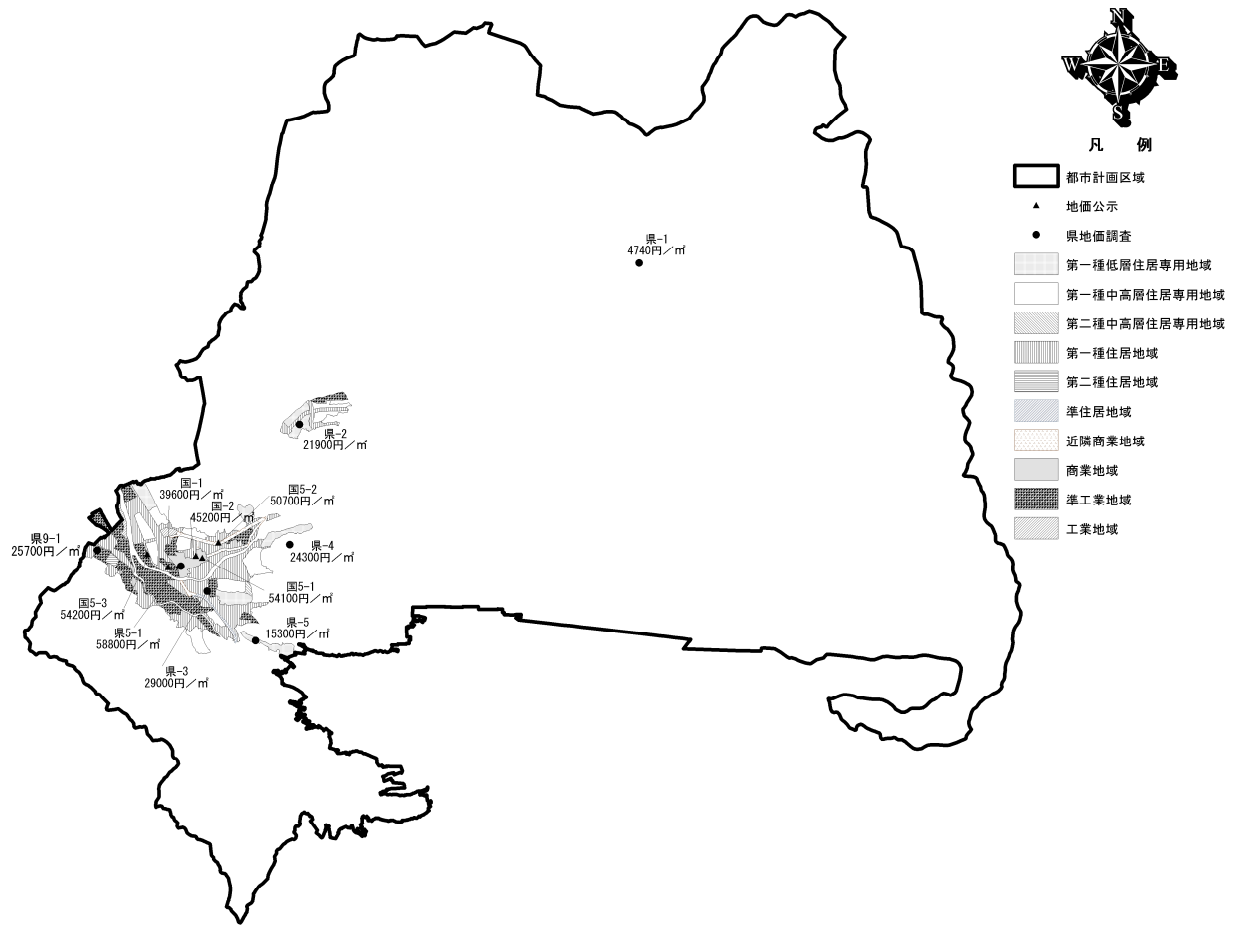 N
W
E
S
凡 例
都市計画区域
地価公示
県地価調査
第一種低層住居専用地域
第一種中高層住居専用地域
第二種中高層住居専用地域
第一種住居地域
第二種住居地域
準住居地域
近隣商業地域
商業地域
準工業地域
工業地域
県-1
4740円/㎡
県-2
21900円/㎡
国-1
39600円/㎡
国-2
45200円/㎡
国5-2
50700円/㎡
県9-1
25700円/㎡
県-4
24300円/㎡
国5-1
54100円/㎡
国5-3
54200円/㎡
県5-1
58800円/㎡
県-5
15300円/㎡
県-3
29000円/㎡